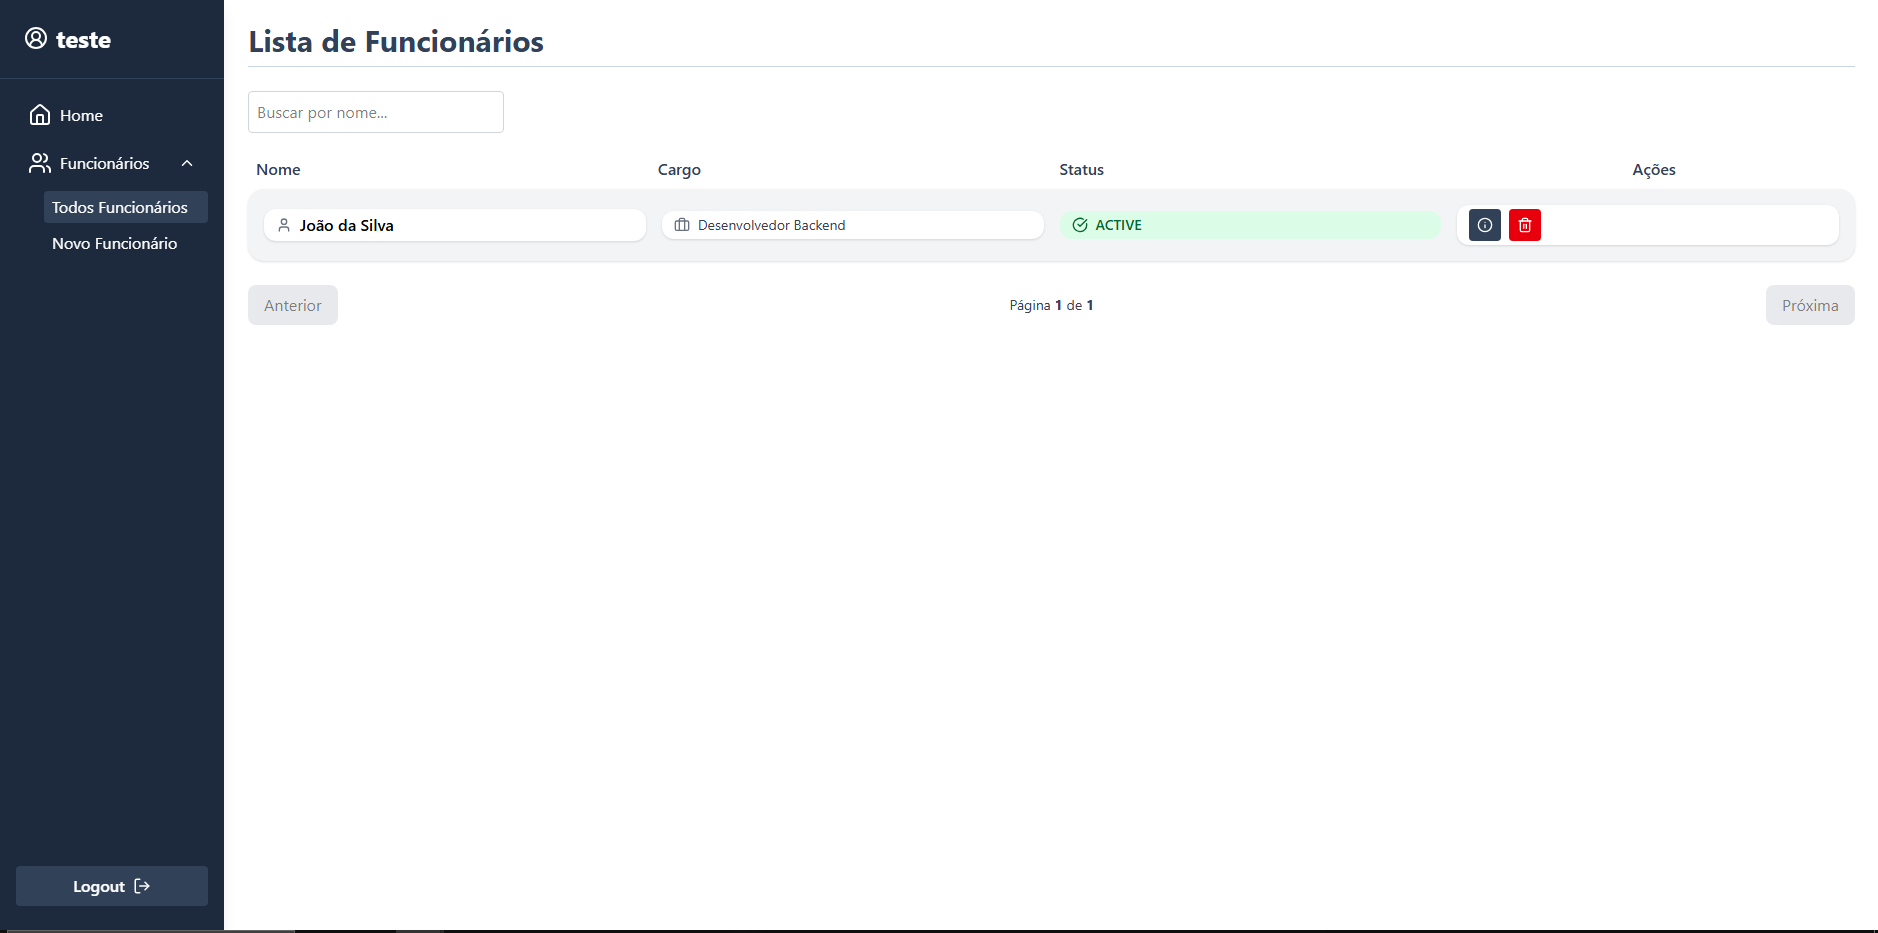 teste
Home
Funcionários
Todos Funcionários
Novo Funcionário
Logout
Lista de Funcionários
Buscar por nome...
Nome Cargo Status Ações
João da Silva Desenvolvedor Backend ACTIVE
Anterior Página 1 de 1 Próxima